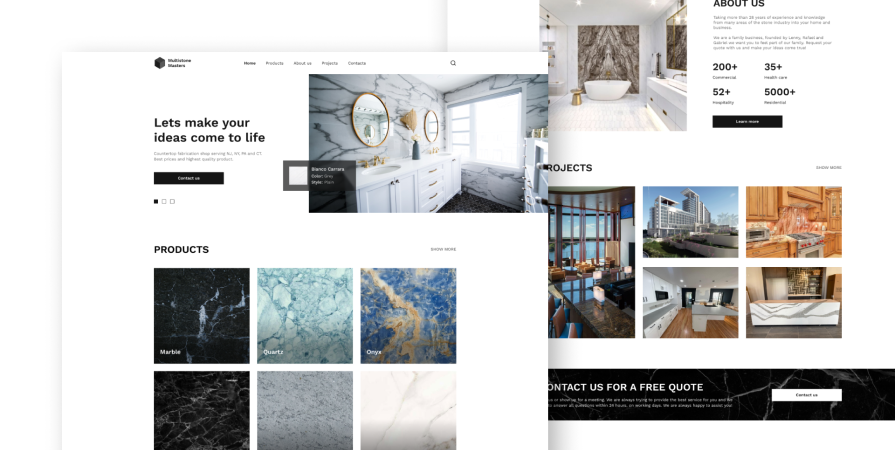 Multistone
Masters
Home Products About us Projects Contacts
Lets make your
ideas come to life
Countertop fabrication shop serving NJ, NY, PA and CT.
Best prices and highest quality product.
Contact us
Bianco Carrara
Color: Grey
Style: Plain
PRODUCTS
SHOW MORE
Marble
Quartz
Onyx
ABOUT US
Taking more than 28 years of experience and knowledge
from many areas of the stone industry into your home and
business.
We are a family business, founded by Lenny, Rafael and
Gabriel we want you to feel part of our family. Request your
quote with us and make your ideas come true!
200+ 35+
Commercial Health care
52+ 5000+
Hospitality Residential
Learn more
ROJECTS
SHOW MORE
ONTACT US FOR A FREE QUOTE
us or show us for a meeting. We are always trying to provide the best service for you and
to answer all questions within 24 hours, on working days. We are always happy to assist you!
Contact us